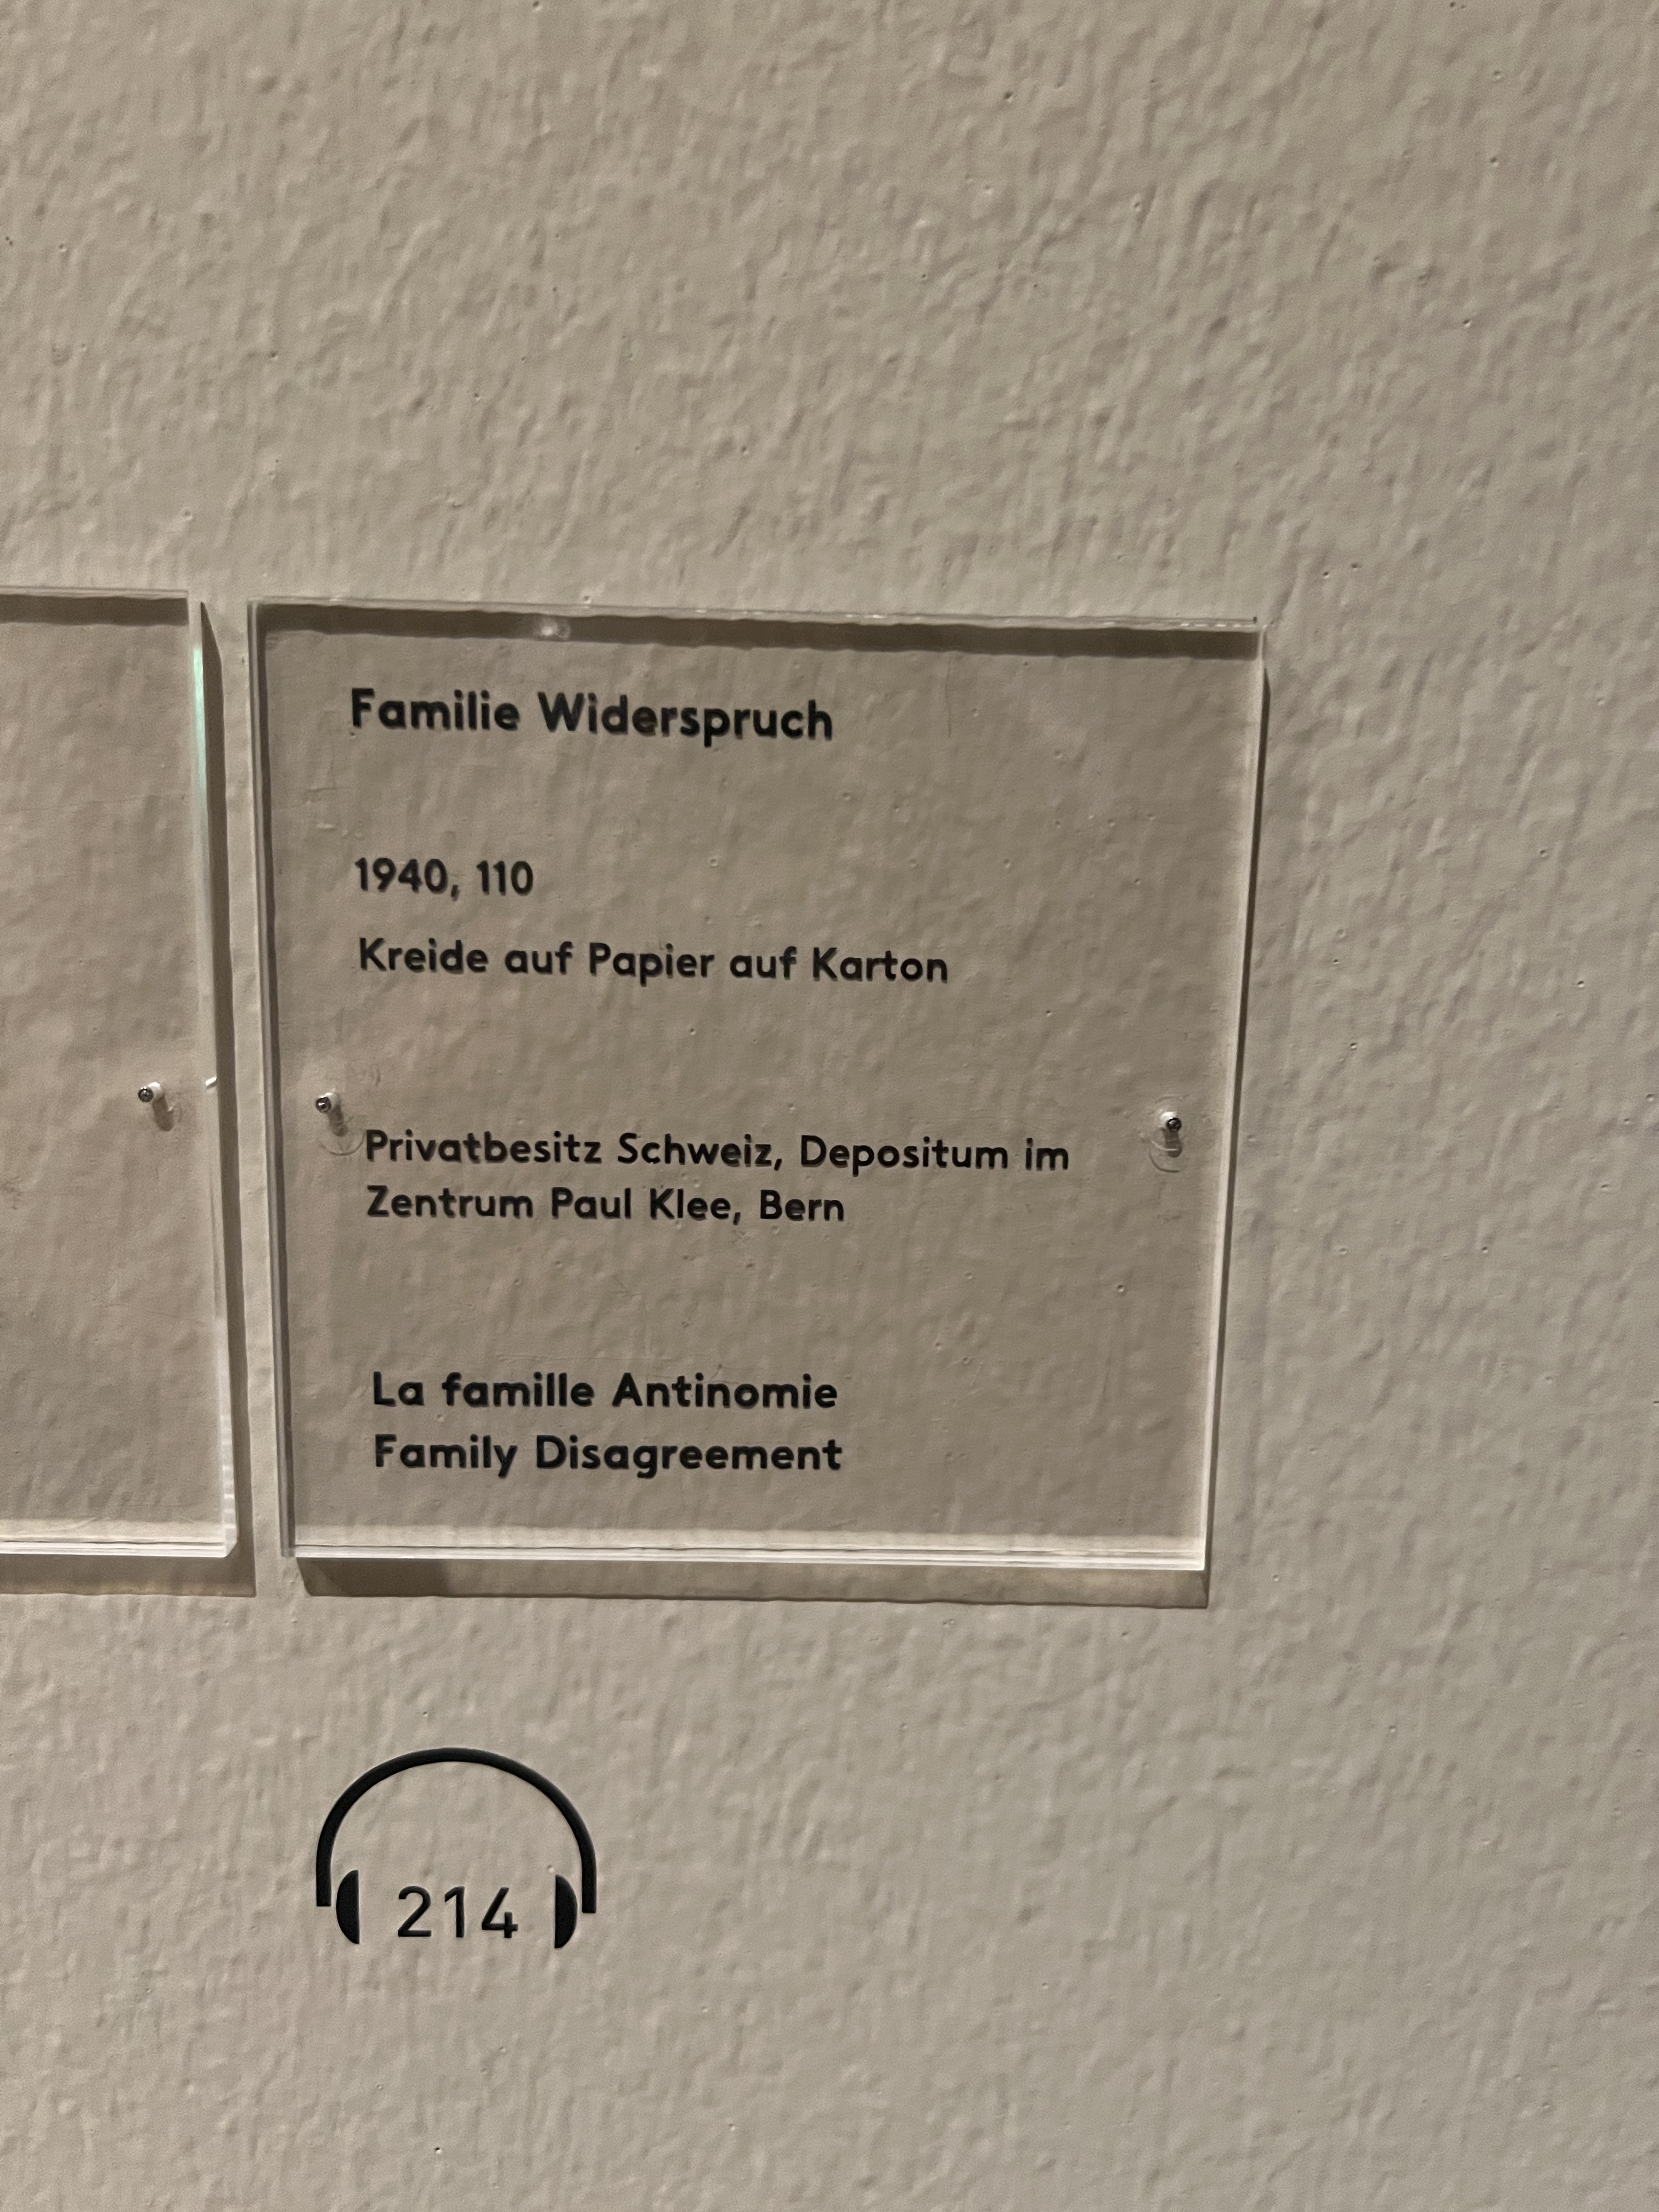 Familie Widerspruch
1940, 110
Kreide auf Papier auf Karton
Privatbesitz Schweiz, Depositum im
Zentrum Paul Klee, Bern
La famille Antinomie
Family Disagreement
214